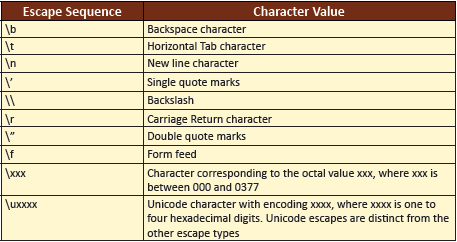 Escape Sequence Character Value
\b Backspace character
\t Horizontal Tab character
\n New line character
\’ Single quote marks
\\ Backslash
\r Carriage Return character
\” Double quote marks
\f Form feed
\xxx Character corresponding to the octal value xxx, where xxx is
between 000 and 0377
\uxxxx Unicode character with encoding xxxx, where xxxx is one to
four hexadecimal digits. Unicode escapes are distinct from the
other escape types